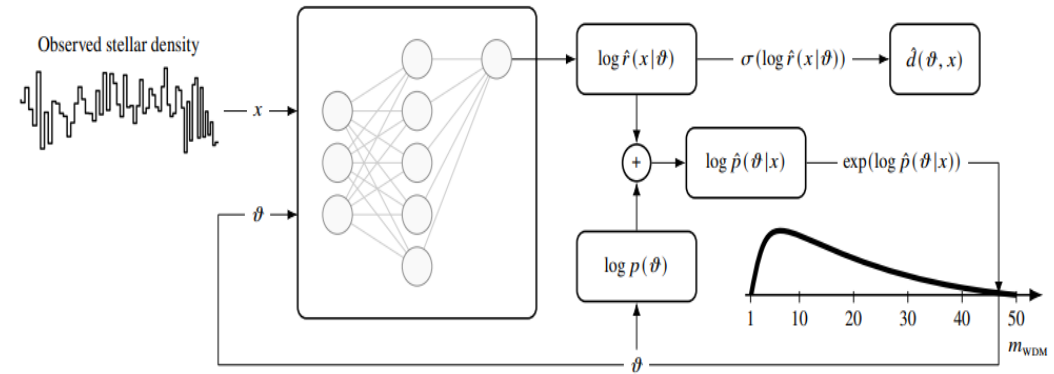 Observed stellar density
x
ϑ
log r̂(x|ϑ)
σ(log r̂(x|ϑ))
d̂(ϑ, x)
+
log p̂(ϑ|x)
exp(log p̂(ϑ|x))
log p(ϑ)
1 10 20 30 40 50
m_WDM
ϑ